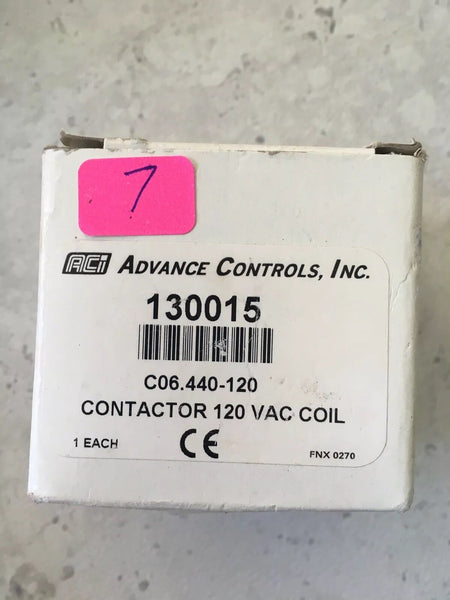 7
ACI ADVANCE CONTROLS, INC.
130015
C06.440-120
CONTACTOR 120 VAC COIL
1 EACH CE FNX 0270